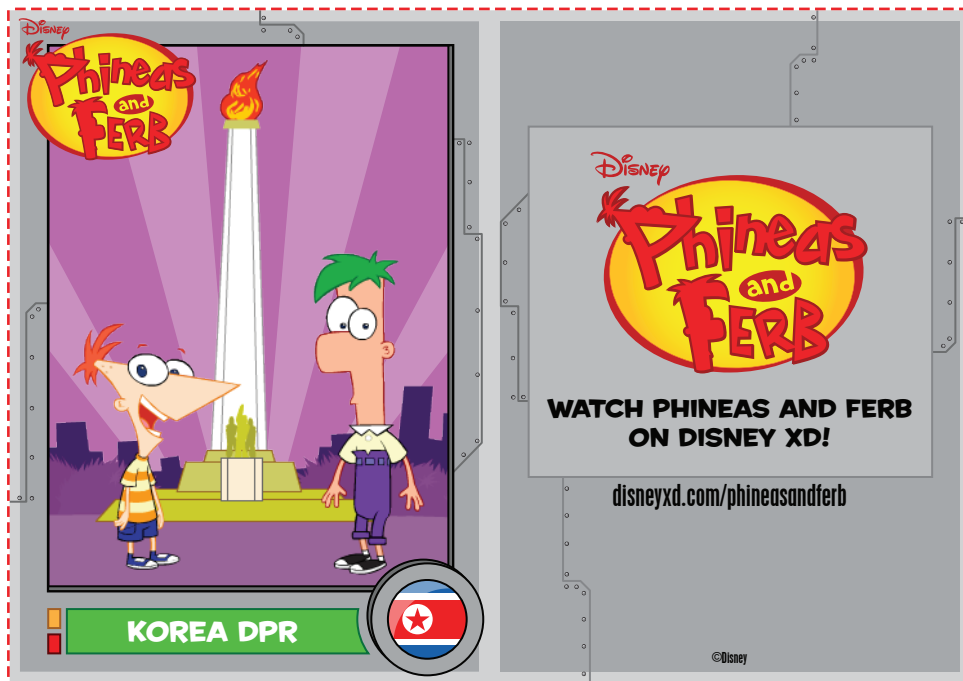 Disney
Phineas
and
FERB
KOREA DPR
Disney
Phineas
and
FERB
WATCH PHINEAS AND FERB
ON DISNEY XD!
disneyxd.com/phineasandferb
©Disney